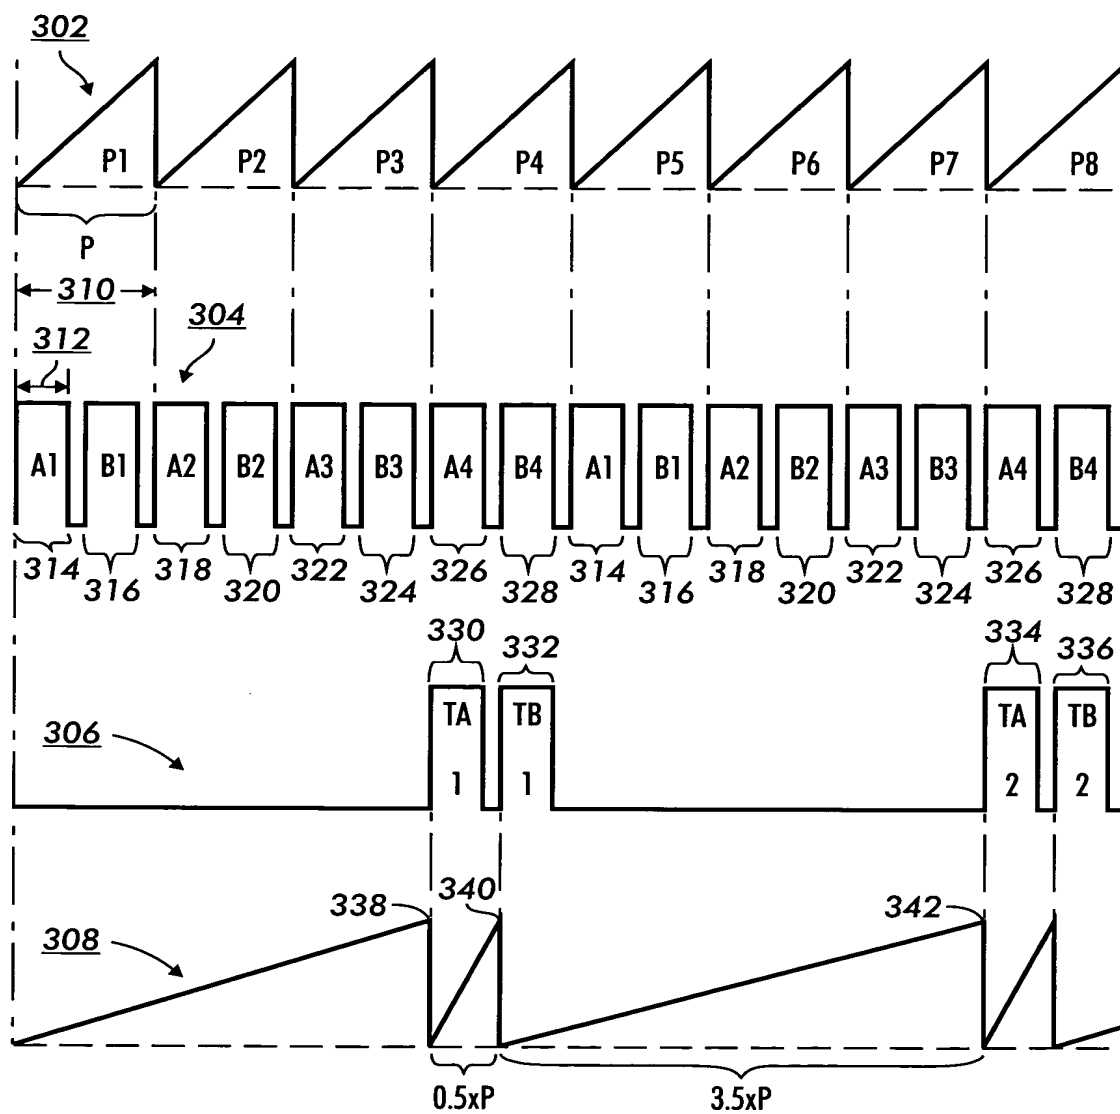 302
P1 P2 P3 P4 P5 P6 P7 P8
P
310
312
304
A1 B1 A2 B2 A3 B3 A4 B4 A1 B1 A2 B2 A3 B3 A4 B4
314 316 318 320 322 324 326 328 314 316 318 320 322 324 326 328
330 332 334 336
TA 1 TB 1 TA 2 TB 2
306
338 340 342
308
0.5xP 3.5xP